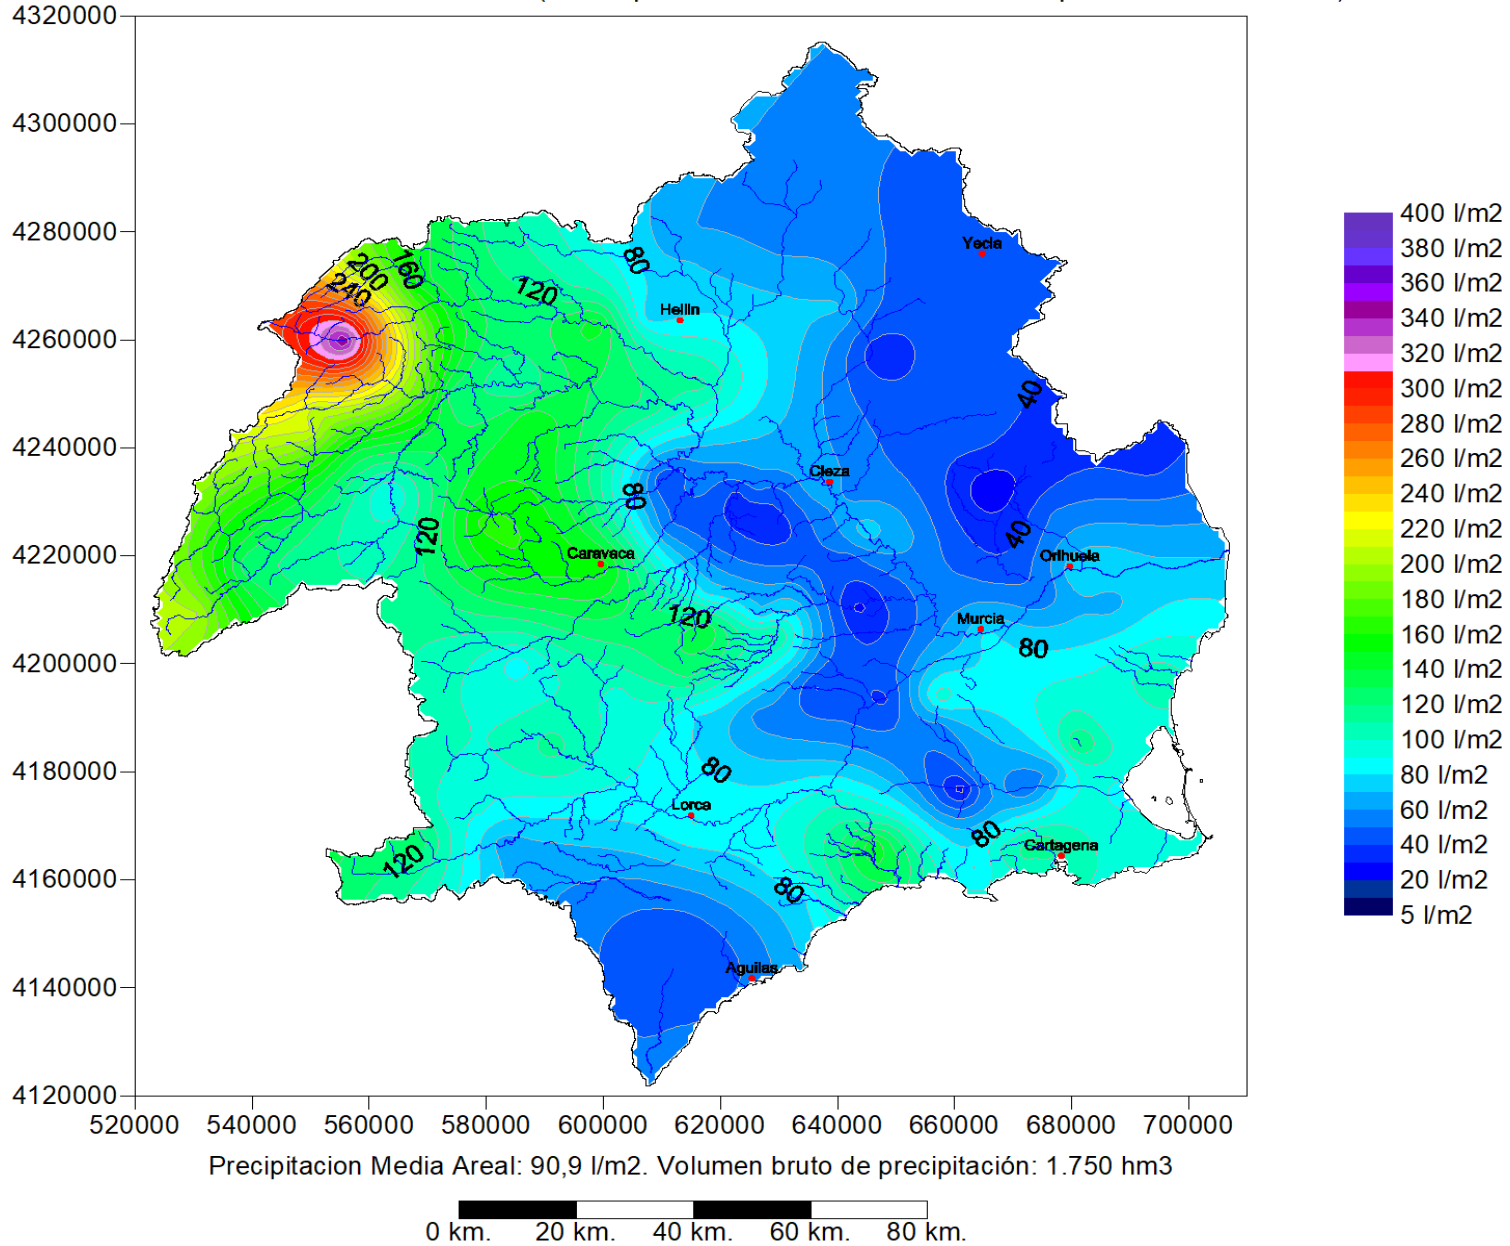 4320000
4300000
4280000
4260000
4240000
4220000
4200000
4180000
4160000
4140000
4120000
520000 540000 560000 580000 600000 620000 640000 660000 680000 700000
240
200
160
120
80
Hellin
Yecla
40
80
Cieza
120
Caravaca
40
Orihuela
120
Murcia
80
80
Lorca
80
Cartagena
120
80
Aguilas
400 l/m2
380 l/m2
360 l/m2
340 l/m2
320 l/m2
300 l/m2
280 l/m2
260 l/m2
240 l/m2
220 l/m2
200 l/m2
180 l/m2
160 l/m2
140 l/m2
120 l/m2
100 l/m2
80 l/m2
60 l/m2
40 l/m2
20 l/m2
5 l/m2
Precipitacion Media Areal: 90,9 l/m2. Volumen bruto de precipitación: 1.750 hm3
0 km. 20 km. 40 km. 60 km. 80 km.